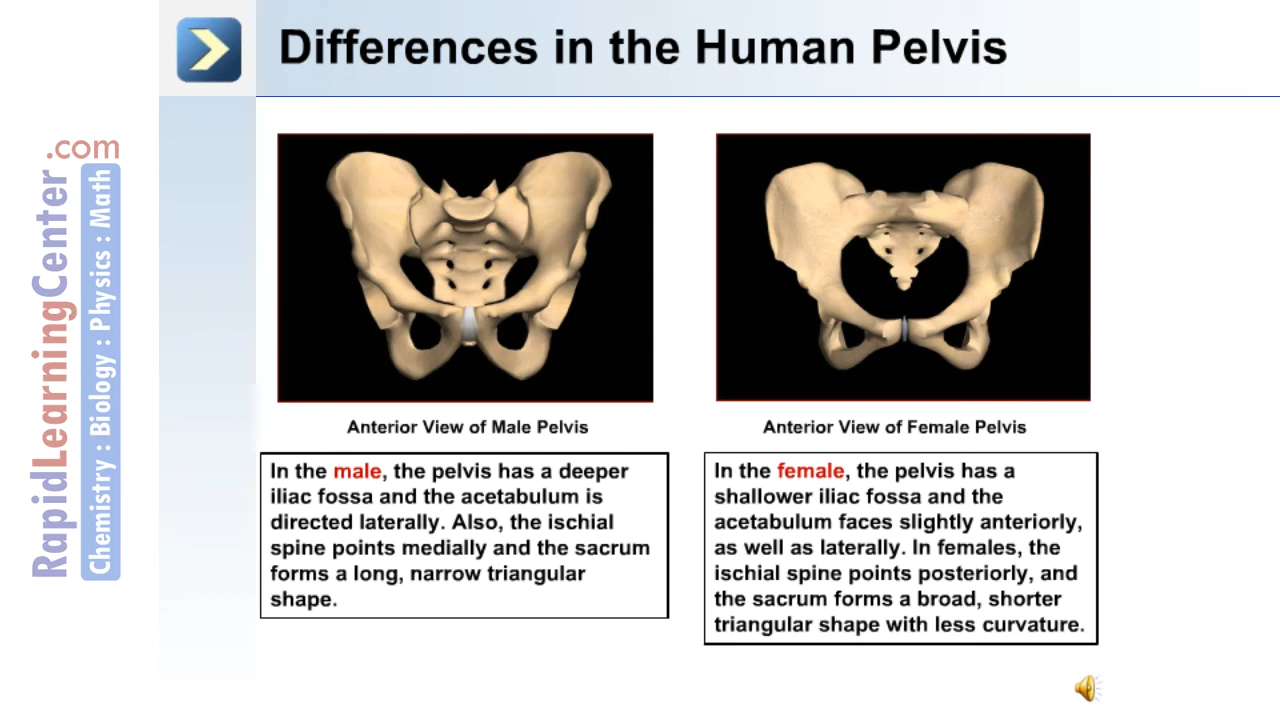 Differences in the Human Pelvis
RapidLearningCenter.com
Chemistry : Biology : Physics : Math
Anterior View of Male Pelvis
In the male, the pelvis has a deeper
iliac fossa and the acetabulum is
directed laterally. Also, the ischial
spine points medially and the sacrum
forms a long, narrow triangular
shape.
Anterior View of Female Pelvis
In the female, the pelvis has a
shallower iliac fossa and the
acetabulum faces slightly anteriorly,
as well as laterally. In females, the
ischial spine points posteriorly, and
the sacrum forms a broad, shorter
triangular shape with less curvature.